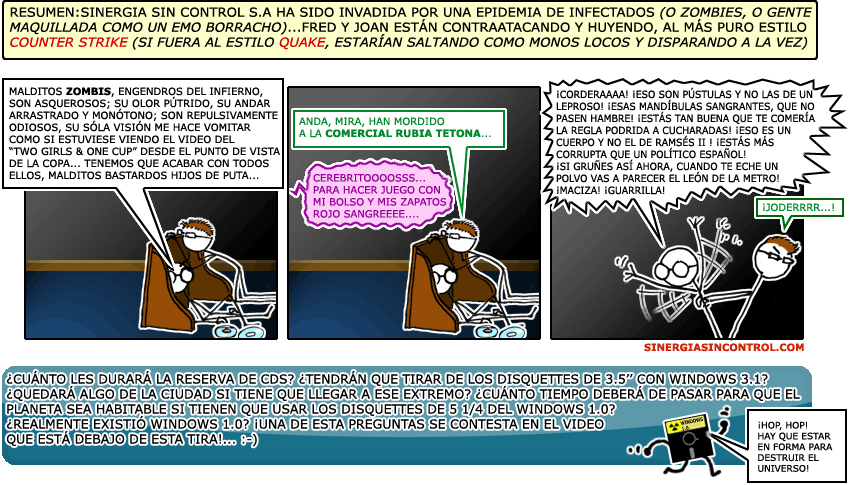 RESUMEN:SINERGIA SIN CONTROL S.A HA SIDO INVADIDA POR UNA EPIDEMIA DE INFECTADOS (O ZOMBIES, O GENTE
MAQUILLADA COMO UN EMO BORRACHO)...FRED Y JOAN ESTÁN CONTRAATACANDO Y HUYENDO, AL MÁS PURO ESTILO
COUNTER STRIKE (SI FUERA AL ESTILO QUAKE, ESTARÍAN SALTANDO COMO MONOS LOCOS Y DISPARANDO A LA VEZ)
MALDITOS ZOMBIS, ENGENDROS DEL INFIERNO,
SON ASQUEROSOS; SU OLOR PÚTRIDO, SU ANDAR
ARRASTRADO Y MONÓTONO; SON REPULSIVAMENTE
ODIOSOS, SU SÓLA VISIÓN ME HACE VOMITAR
COMO SI ESTUVIESE VIENDO EL VIDEO DEL
"TWO GIRLS & ONE CUP" DESDE EL PUNTO DE VISTA
DE LA COPA... TENEMOS QUE ACABAR CON TODOS
ELLOS, MALDITOS BASTARDOS HIJOS DE PUTA...
ANDA, MIRA, HAN MORDIDO
A LA COMERCIAL RUBIA TETONA...
CEREBRITOOOOSSS...
PARA HACER JUEGO CON
MI BOLSO Y MIS ZAPATOS
ROJO SANGREEEE....
¡CORDERAAAA! ¡ESO SON PÚSTULAS Y NO LAS DE UN
LEPROSO! ¡ESAS MANDÍBULAS SANGRANTES, QUE NO
PASEN HAMBRE! ¡ESTÁS TAN BUENA QUE TE COMERÍA
LA REGLA PODRIDA A CUCHARADAS! ¡ESO ES UN
CUERPO Y NO EL DE RAMSÉS II ! ¡ESTÁS MÁS
CORRUPTA QUE UN POLÍTICO ESPAÑOL!
¡SI GRUÑES ASÍ AHORA, CUANDO TE ECHE UN
POLVO VAS A PARECER EL LEÓN DE LA METRO!
¡MACIZA! ¡GUARRILLA!
¡JODERRRR...!
SINERGIASINCONTROL.COM
¿CUÁNTO LES DURARÁ LA RESERVA DE CDS? ¿TENDRÁN QUE TIRAR DE LOS DISQUETTES DE 3.5" CON WINDOWS 3.1?
¿QUEDARÁ ALGO DE LA CIUDAD SI TIENE QUE LLEGAR A ESE EXTREMO? ¿CUÁNTO TIEMPO DEBERÁ DE PASAR PARA QUE EL
PLANETA SEA HABITABLE SI TIENEN QUE USAR LOS DISQUETTES DE 5 1/4 DEL WINDOWS 1.0?
¿REALMENTE EXISTIÓ WINDOWS 1.0? ¡UNA DE ESTA PREGUNTAS SE CONTESTA EN EL VIDEO
QUE ESTÁ DEBAJO DE ESTA TIRA!... :-)
WINDOWS
1.0
¡HOP, HOP!
HAY QUE ESTAR
EN FORMA PARA
DESTRUIR EL
UNIVERSO!